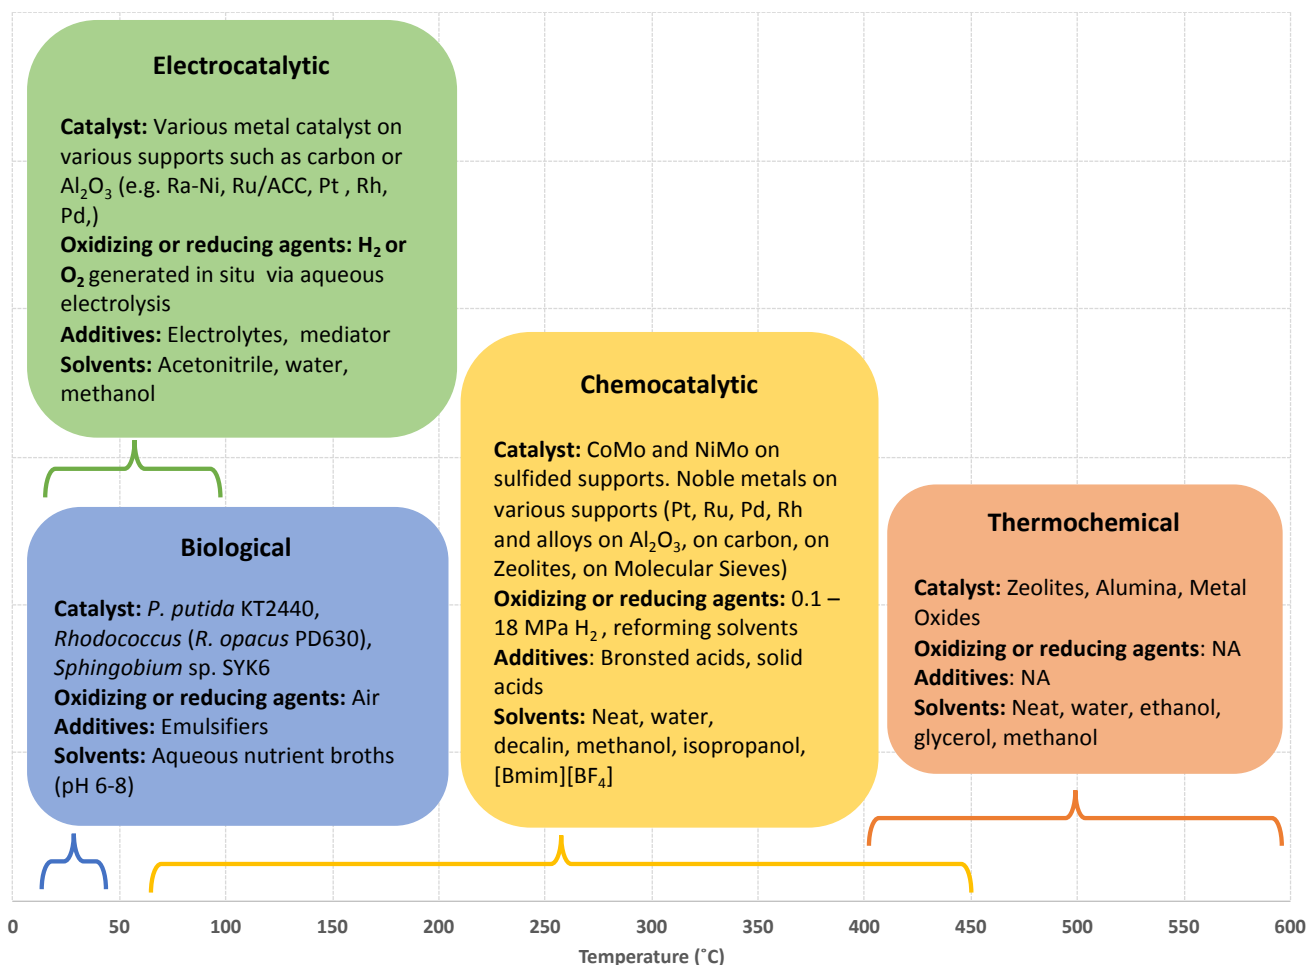 Electrocatalytic
Catalyst: Various metal catalyst on
various supports such as carbon or
Al₂O₃ (e.g. Ra-Ni, Ru/ACC, Pt , Rh,
Pd,)
Oxidizing or reducing agents: H₂ or
O₂ generated in situ via aqueous
electrolysis
Additives: Electrolytes, mediator
Solvents: Acetonitrile, water,
methanol
Biological
Catalyst: P. putida KT2440,
Rhodococcus (R. opacus PD630),
Sphingobium sp. SYK6
Oxidizing or reducing agents: Air
Additives: Emulsifiers
Solvents: Aqueous nutrient broths
(pH 6-8)
Chemocatalytic
Catalyst: CoMo and NiMo on
sulfided supports. Noble metals on
various supports (Pt, Ru, Pd, Rh
and alloys on Al₂O₃, on carbon, on
Zeolites, on Molecular Sieves)
Oxidizing or reducing agents: 0.1 –
18 MPa H₂ , reforming solvents
Additives: Bronsted acids, solid
acids
Solvents: Neat, water,
decalin, methanol, isopropanol,
[Bmim][BF₄]
Thermochemical
Catalyst: Zeolites, Alumina, Metal
Oxides
Oxidizing or reducing agents: NA
Additives: NA
Solvents: Neat, water, ethanol,
glycerol, methanol
0 50 100 150 200 250 300 350 400 450 500 550 600
Temperature (˚C)